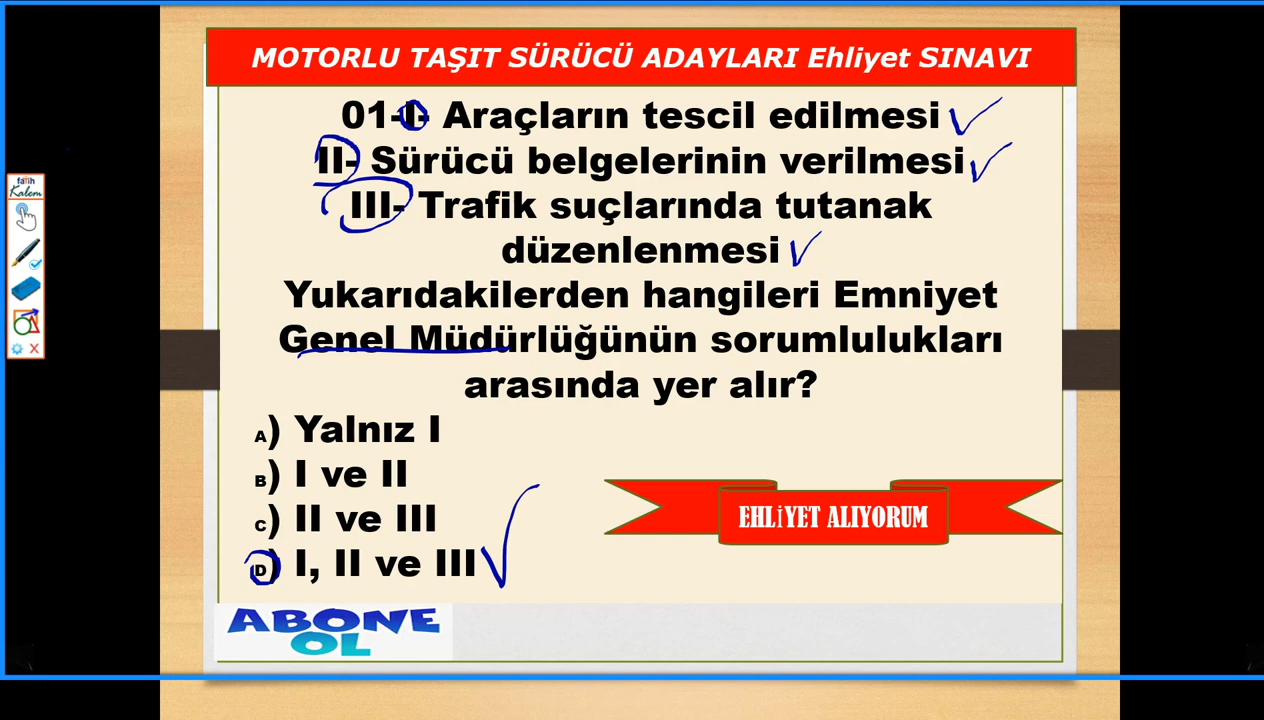 MOTORLU TAŞIT SÜRÜCÜ ADAYLARI Ehliyet SINAVI
01-I- Araçların tescil edilmesi
II- Sürücü belgelerinin verilmesi
III- Trafik suçlarında tutanak
düzenlenmesi
Yukarıdakilerden hangileri Emniyet
Genel Müdürlüğünün sorumlulukları
arasında yer alır?
A) Yalnız I
B) I ve II
C) II ve III
D) I, II ve III
EHLİYET ALIYORUM
ABONE
OL
fatih
Kalem